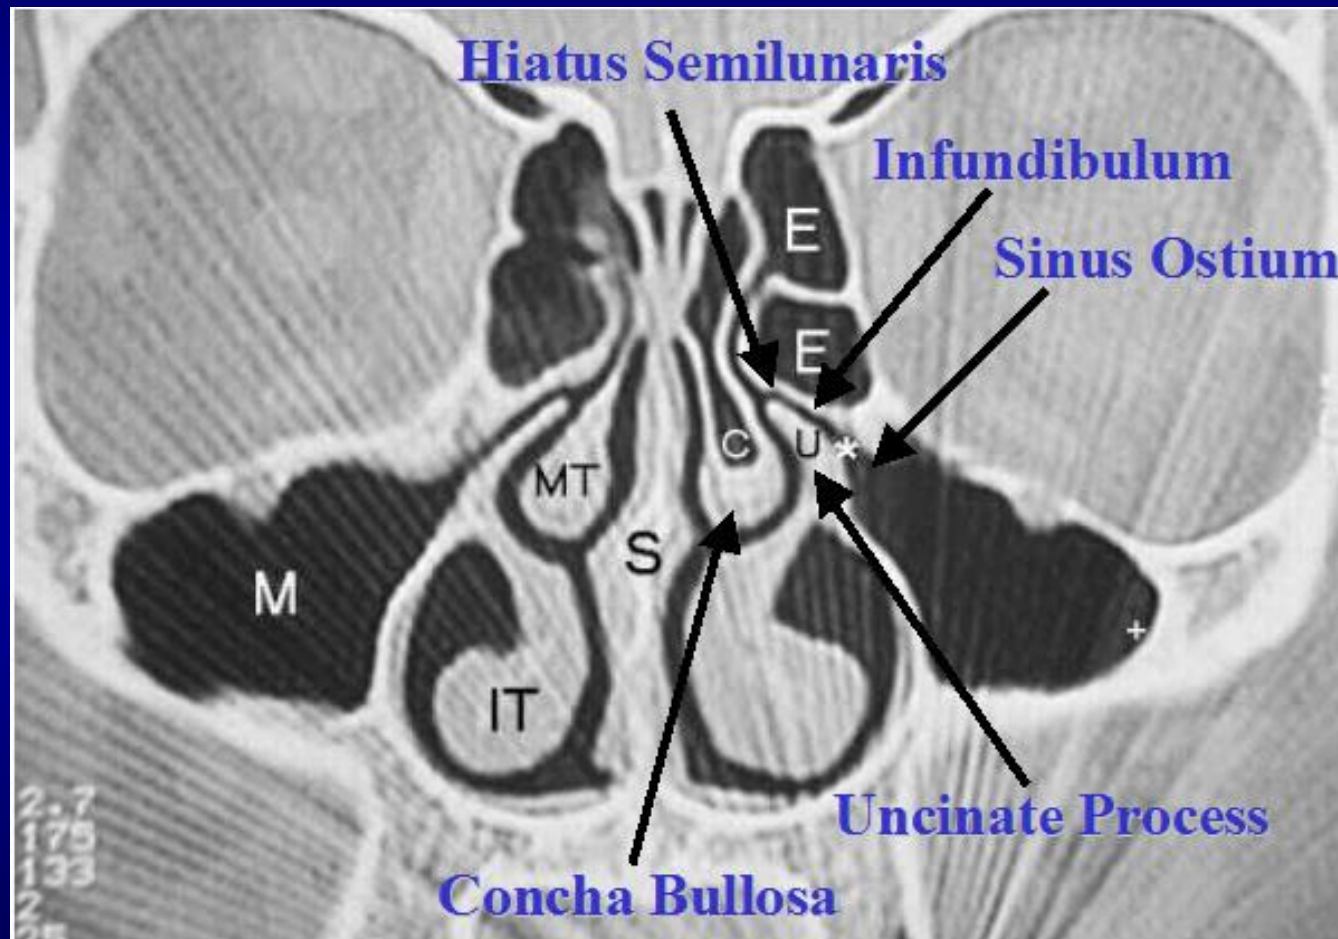 Hiatus Semilunaris
Infundibulum
E
Sinus Ostium
E
C
U *
MT
S
M
+
IT
2.7
175
133
Uncinate Process
Concha Bullosa